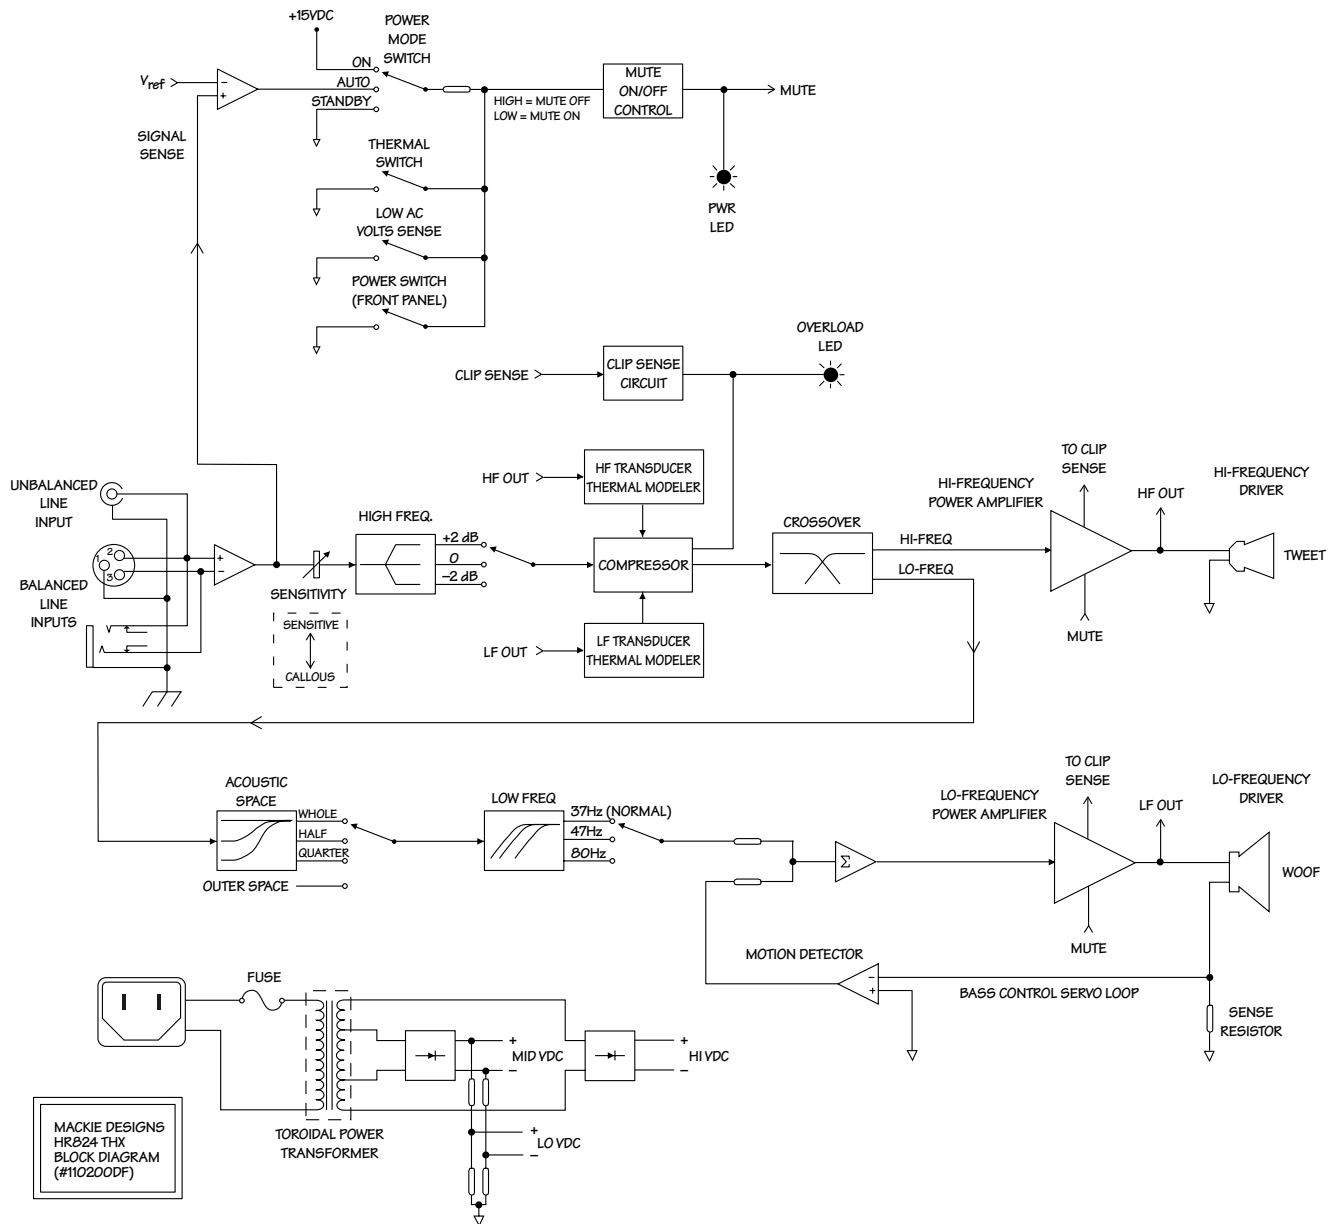 +15VDC
POWER
MODE
SWITCH
ON
AUTO
STANDBY
Vref
−
+
SIGNAL
SENSE
HIGH = MUTE OFF
LOW = MUTE ON
MUTE
ON/OFF
CONTROL
MUTE
PWR
LED
THERMAL
SWITCH
LOW AC
VOLTS SENSE
POWER SWITCH
(FRONT PANEL)
OVERLOAD
LED
CLIP SENSE
CLIP SENSE
CIRCUIT
HF OUT
HF TRANSDUCER
THERMAL MODELER
UNBALANCED
LINE
INPUT
1
2
3
BALANCED
LINE
INPUTS
+
−
SENSITIVITY
SENSITIVE
CALLOUS
HIGH FREQ.
+2 dB
0
−2 dB
COMPRESSOR
LF OUT
LF TRANSDUCER
THERMAL MODELER
CROSSOVER
HI-FREQ
LO-FREQ
HI-FREQUENCY
POWER AMPLIFIER
TO CLIP
SENSE
HF OUT
MUTE
HI-FREQUENCY
DRIVER
TWEET
ACOUSTIC
SPACE
WHOLE
HALF
QUARTER
OUTER SPACE
LOW FREQ
37Hz (NORMAL)
47Hz
80Hz
Σ
LO-FREQUENCY
POWER AMPLIFIER
TO CLIP
SENSE
LF OUT
MUTE
LO-FREQUENCY
DRIVER
WOOF
MOTION DETECTOR
−
+
BASS CONTROL SERVO LOOP
SENSE
RESISTOR
FUSE
TOROIDAL POWER
TRANSFORMER
+
MID VDC
−
+
HI VDC
−
+
LO VDC
−
MACKIE DESIGNS
HR824 THX
BLOCK DIAGRAM
(#110200DF)